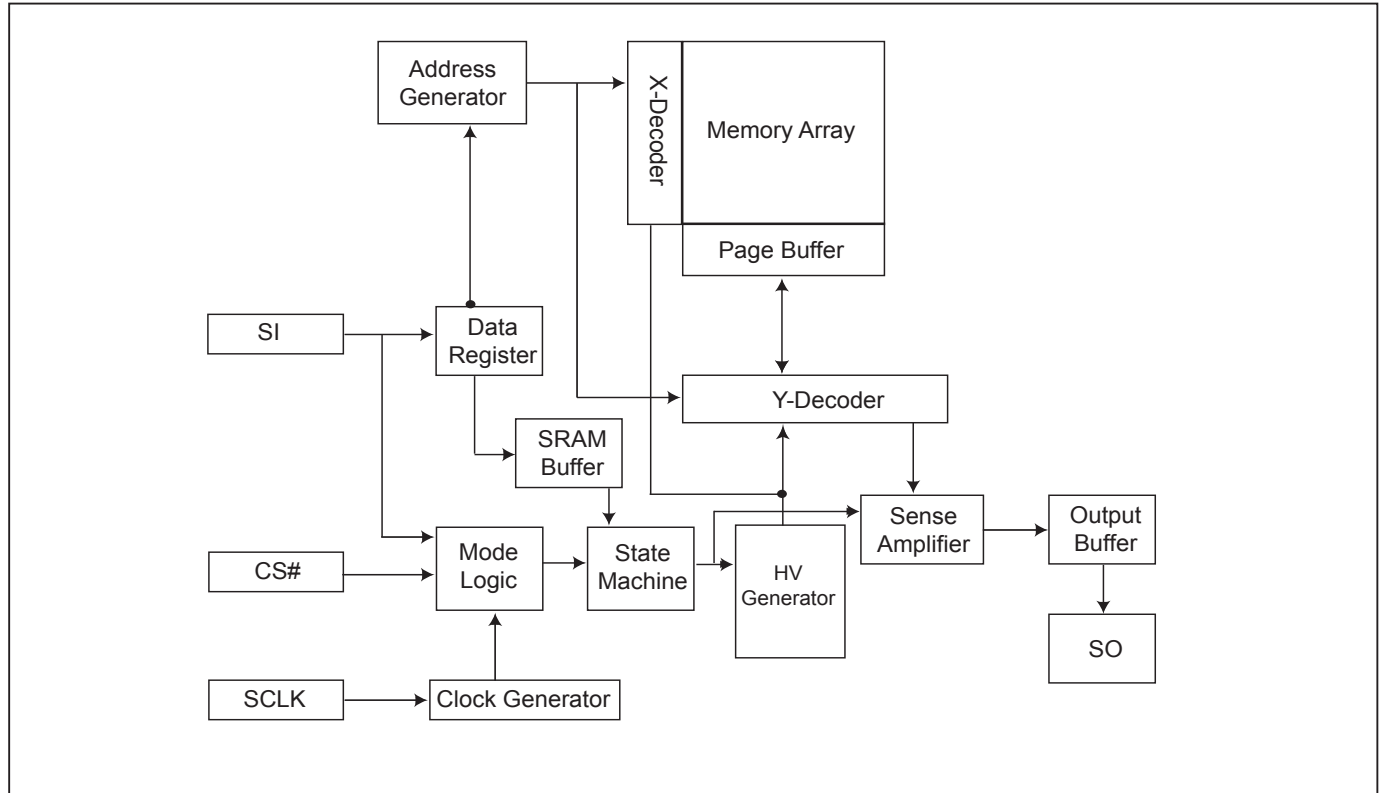 Address
Generator
X-Decoder
Memory Array
Page Buffer
SI
Data
Register
Y-Decoder
SRAM
Buffer
Sense
Amplifier
Output
Buffer
CS#
Mode
Logic
State
Machine
HV
Generator
SO
SCLK
Clock Generator